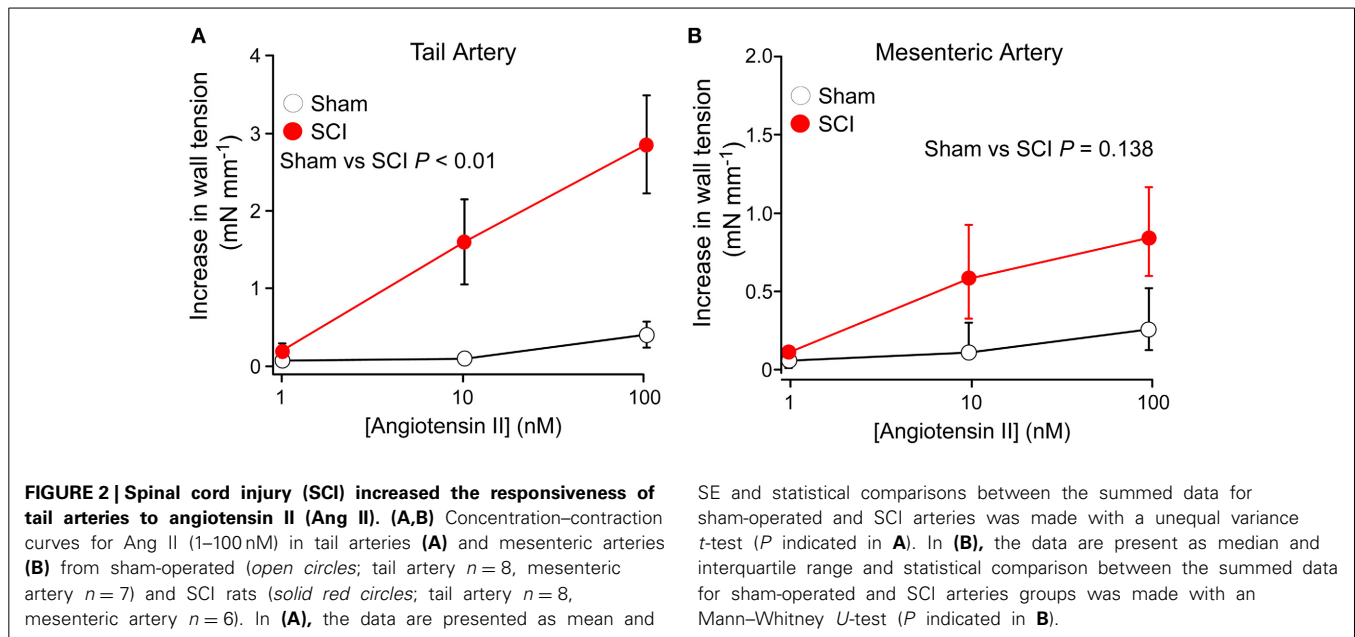 A
Tail Artery
4
3
2
1
0
Increase in wall tension
(mN mm-1)
Sham
SCI
Sham vs SCI P < 0.01
1
10
100
[Angiotensin II] (nM)
B
Mesenteric Artery
2.0
1.5
1.0
0.5
0
Increase in wall tension
(mN mm-1)
Sham
SCI
Sham vs SCI P = 0.138
1
10
100
[Angiotensin II] (nM)
FIGURE 2 | Spinal cord injury (SCI) increased the responsiveness of
tail arteries to angiotensin II (Ang II). (A,B) Concentration–contraction
curves for Ang II (1–100 nM) in tail arteries (A) and mesenteric arteries
(B) from sham-operated (open circles; tail artery n = 8, mesenteric
artery n = 7) and SCI rats (solid red circles; tail artery n = 8,
mesenteric artery n = 6). In (A), the data are presented as mean and
SE and statistical comparisons between the summed data for
sham-operated and SCI arteries was made with a unequal variance
t-test (P indicated in A). In (B), the data are present as median and
interquartile range and statistical comparison between the summed data
for sham-operated and SCI arteries groups was made with an
Mann–Whitney U-test (P indicated in B).